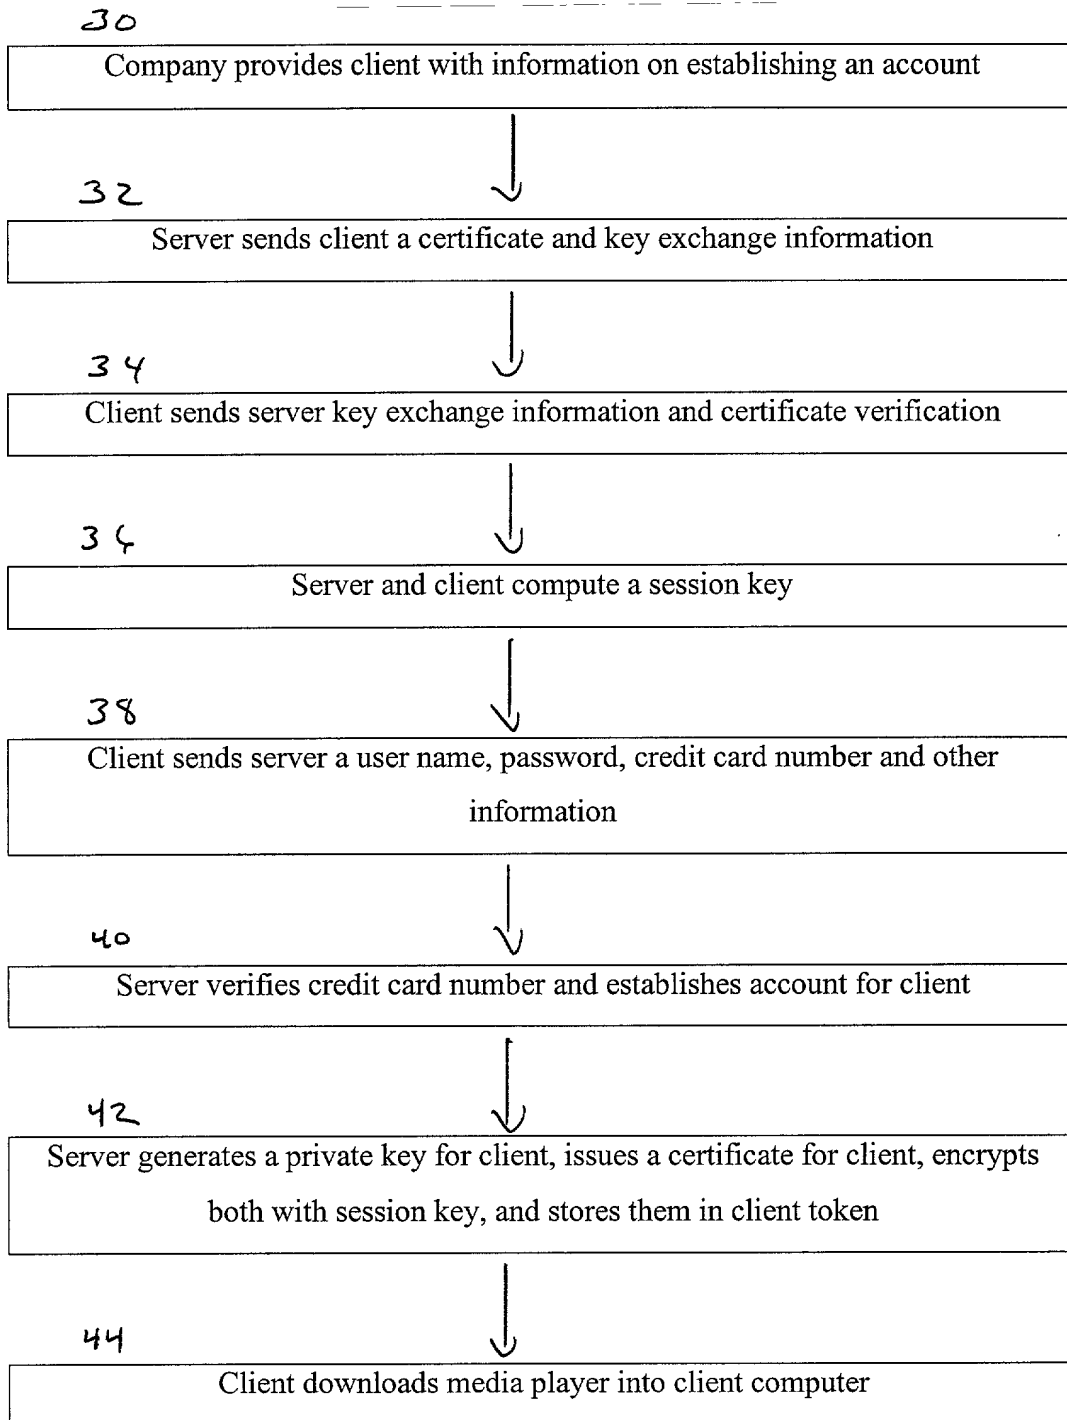 30
Company provides client with information on establishing an account
32
Server sends client a certificate and key exchange information
34
Client sends server key exchange information and certificate verification
36
Server and client compute a session key
38
Client sends server a user name, password, credit card number and other
information
40
Server verifies credit card number and establishes account for client
42
Server generates a private key for client, issues a certificate for client, encrypts
both with session key, and stores them in client token
44
Client downloads media player into client computer